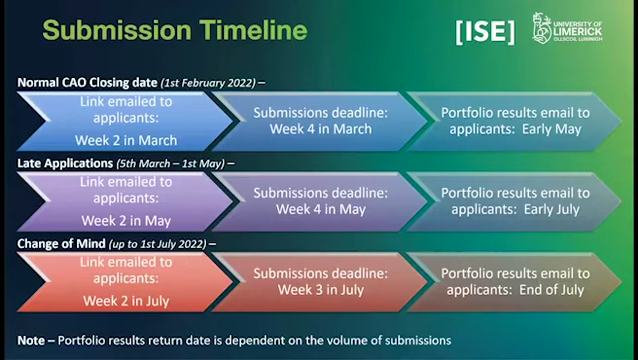 Submission Timeline
[ISE]
UNIVERSITY OF
LIMERICK
OLLSCOIL LUIMNIGH
Normal CAO Closing date (1st February 2022) –
Link emailed to
applicants:
Week 2 in March
Submissions deadline:
Week 4 in March
Portfolio results email to
applicants: Early May
Late Applications (5th March – 1st May) –
Link emailed to
applicants:
Week 2 in May
Submissions deadline:
Week 4 in May
Portfolio results email to
applicants: Early July
Change of Mind (up to 1st July 2022) –
Link emailed to
applicants:
Week 2 in July
Submissions deadline:
Week 3 in July
Portfolio results email to
applicants: End of July
Note – Portfolio results return date is dependent on the volume of submissions